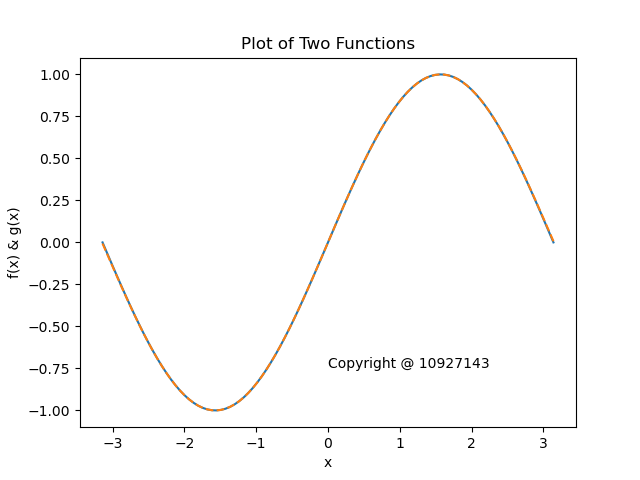 Plot of Two Functions
1.00
0.75
0.50
0.25
0.00
−0.25
−0.50
−0.75
−1.00
f(x) & g(x)
Copyright @ 10927143
−3 −2 −1 0 1 2 3
x